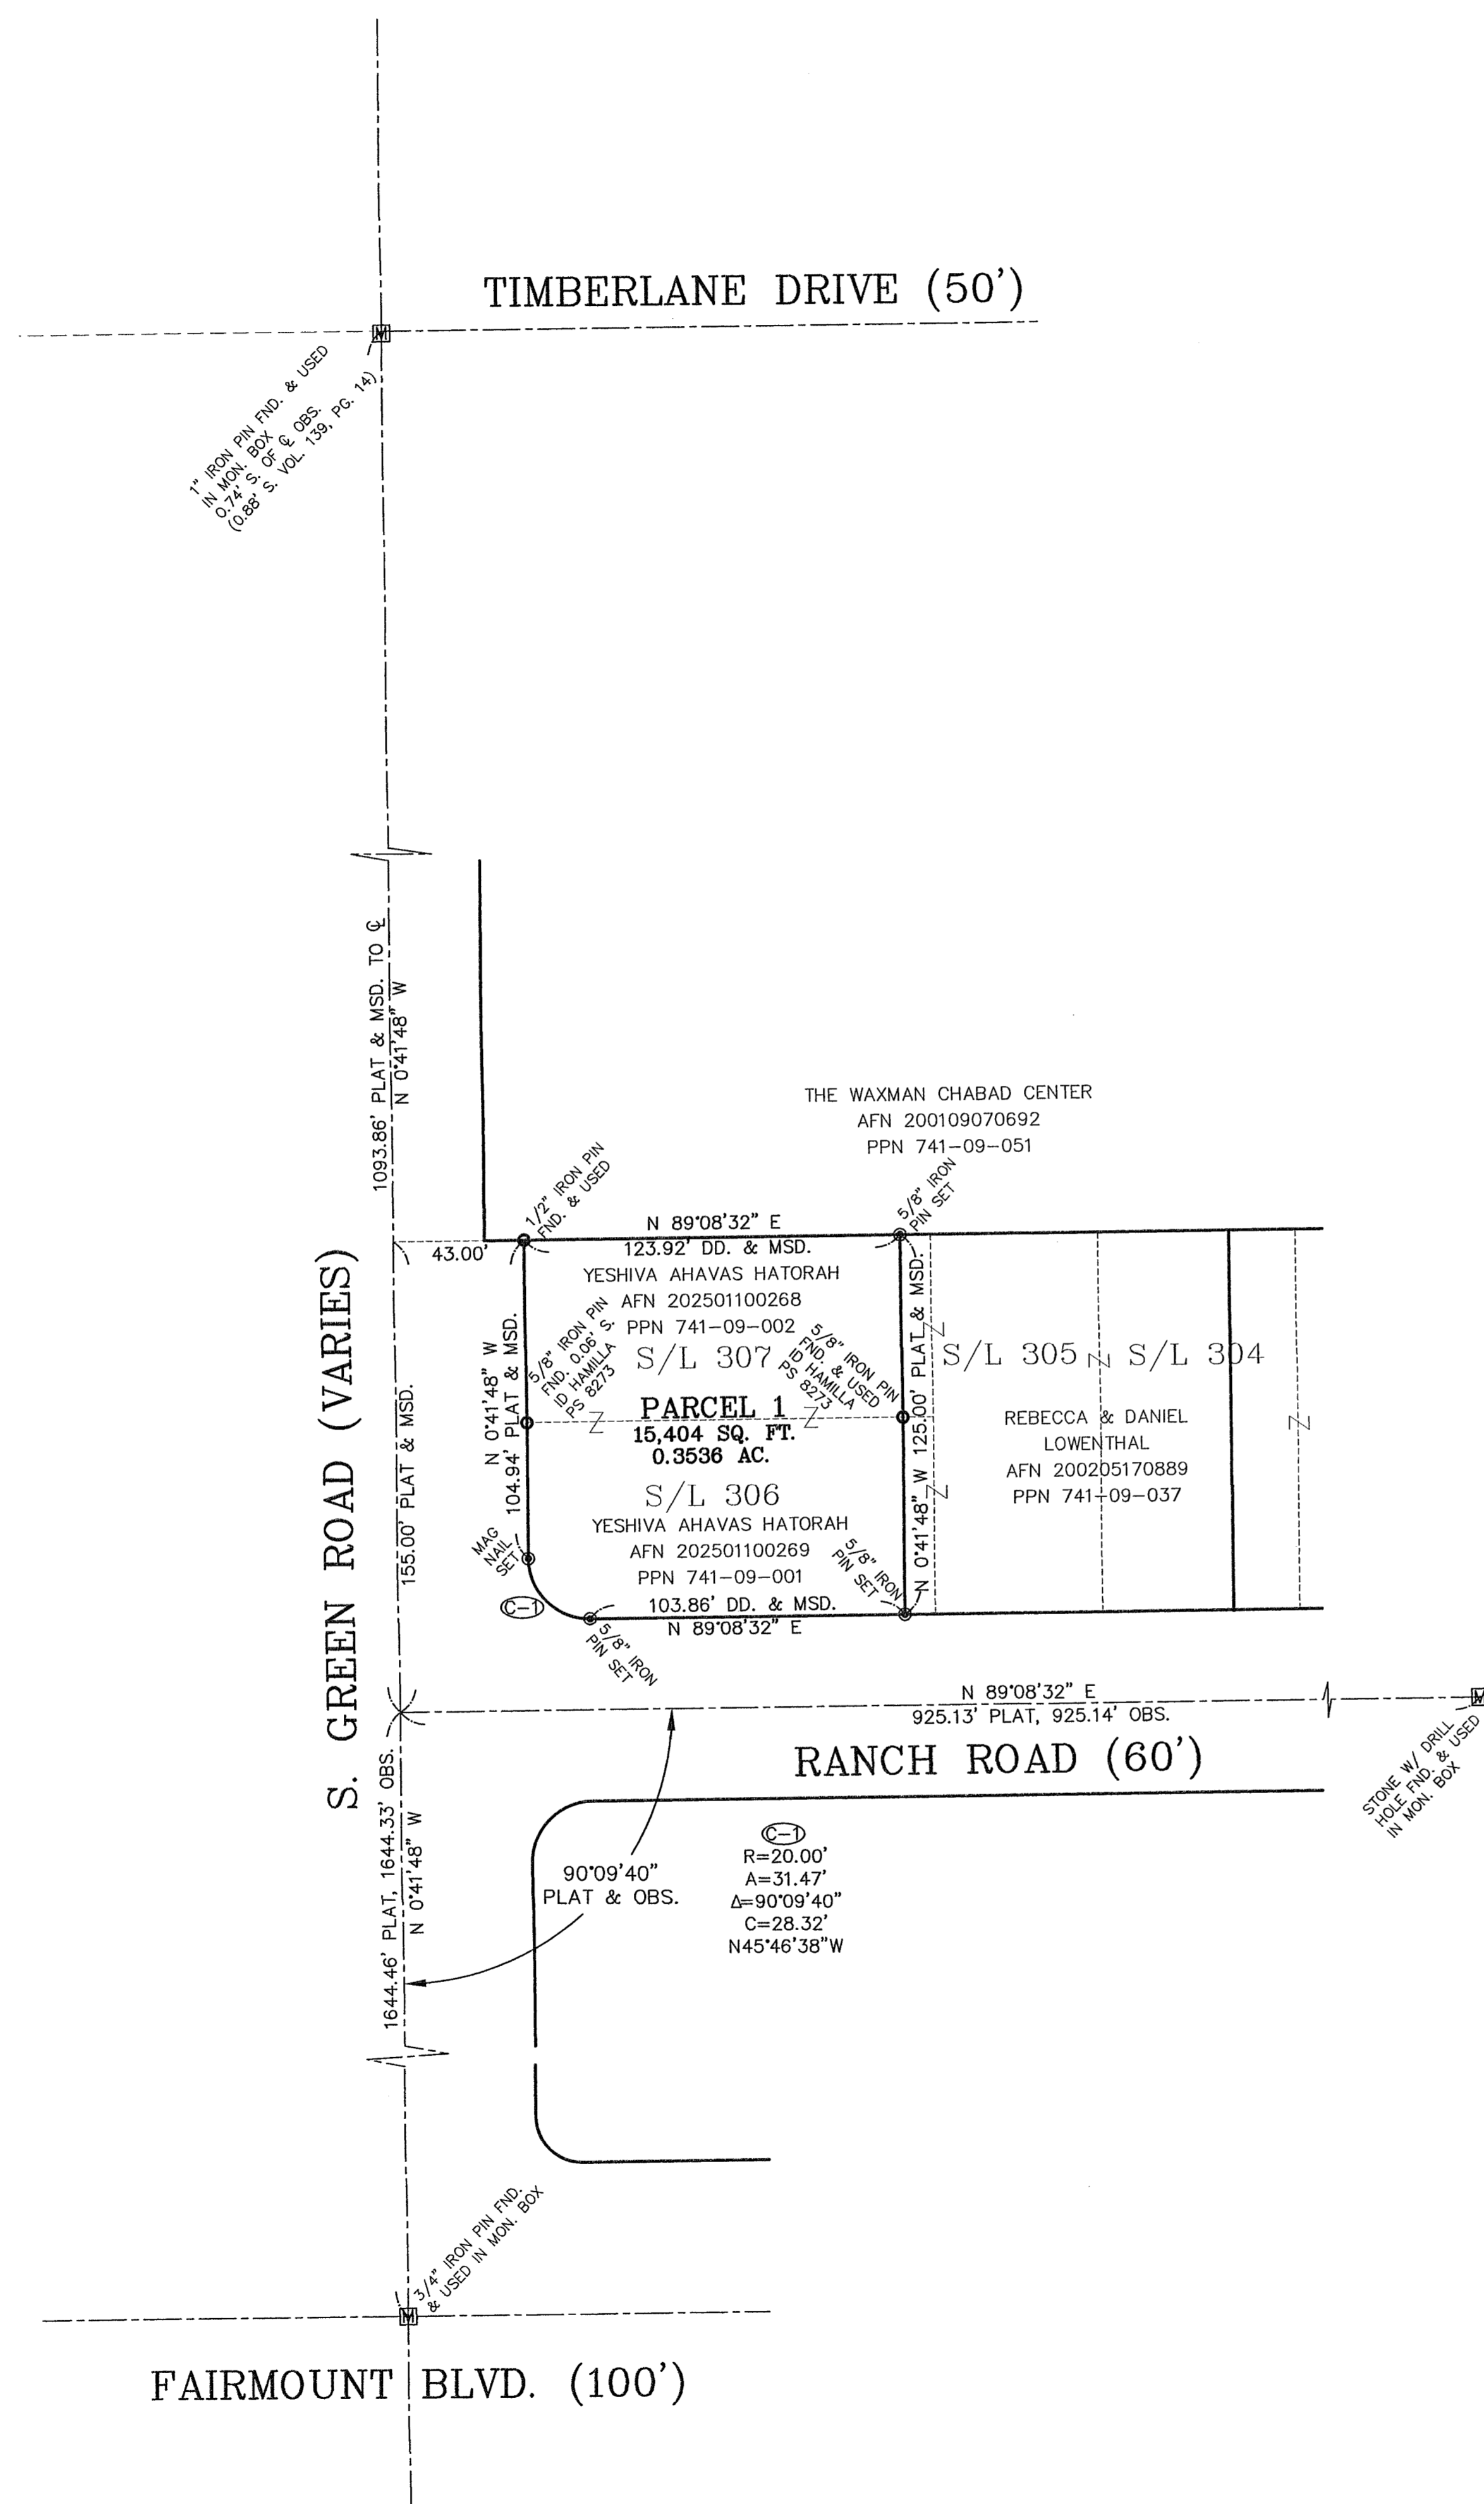 TIMBERLANE DRIVE (50')
M
1" IRON PIN FND. & USED
IN MON. BOX
0.74' S. OF ℄ OBS.
(0.88' S. VOL. 139, PG. 14)
1093.86' PLAT & MSD. TO ℄
N 0°41'48" W
THE WAXMAN CHABAD CENTER
AFN 200109070692
PPN 741-09-051
1/2" IRON PIN
FND. & USED
5/8" IRON
PIN SET
43.00'
N 89°08'32" E
123.92' DD. & MSD.
YESHIVA AHAVAS HATORAH
AFN 202501100268
PPN 741-09-002
S/L 307
5/8" IRON PIN
FND. 0.06' S.
ID HAMILLA
PS 8273
5/8" IRON PIN
FND. & USED
ID HAMILLA
PS 8273
N 0°41'48" W
104.94' PLAT & MSD.
N 0°41'48" W 125.00' PLAT & MSD.
S/L 305
S/L 304
PARCEL 1
15,404 SQ. FT.
0.3536 AC.
REBECCA & DANIEL
LOWENTHAL
AFN 200205170889
PPN 741-09-037
S/L 306
YESHIVA AHAVAS HATORAH
AFN 202501100269
PPN 741-09-001
103.86' DD. & MSD.
N 89°08'32" E
MAG
NAIL
SET
C-1
5/8" IRON
PIN SET
5/8" IRON
PIN SET
S. GREEN ROAD (VARIES)
155.00' PLAT & MSD.
N 89°08'32" E
925.13' PLAT, 925.14' OBS.
RANCH ROAD (60')
M
STONE W/ DRILL
HOLE FND. & USED
IN MON. BOX
1644.46' PLAT, 1644.33' OBS.
N 0°41'48" W
90°09'40"
PLAT & OBS.
C-1
R=20.00'
A=31.47'
Δ=90°09'40"
C=28.32'
N45°46'38"W
3/4" IRON PIN FND.
& USED IN MON. BOX
M
FAIRMOUNT BLVD. (100')